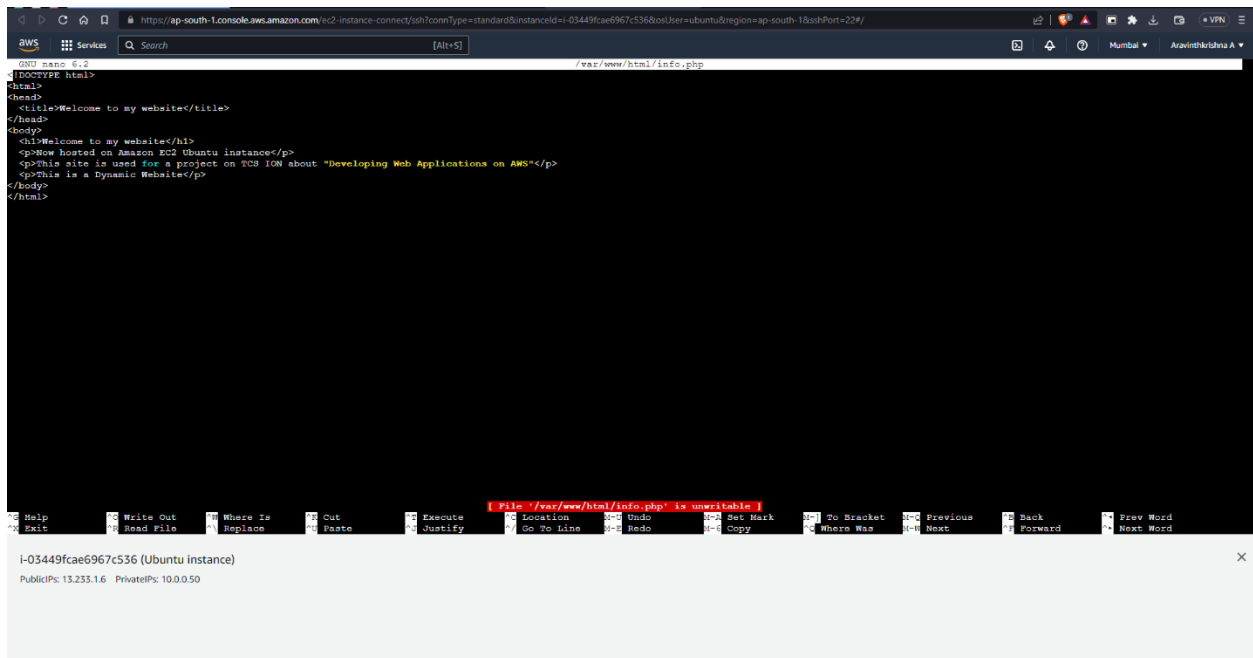 https://ap-south-1.console.aws.amazon.com/ec2-instance-connect/ssh?connType=standard&instanceId=i-03449fcae6967c536&osUser=ubuntu&region=ap-south-1&sshPort=22#/ VPN
aws Services Search [Alt+S] Mumbai Aravinthkrishna A
GNU nano 6.2 /var/www/html/info.php
<!DOCTYPE html>
<html>
<head>
<title>Welcome to my website</title>
</head>
<body>
<h1>Welcome to my website</h1>
<p>Now hosted on Amazon EC2 Ubuntu instance</p>
<p>This site is used for a project on TCS ION about "Developing Web Applications on AWS"</p>
<p>This is a Dynamic Website</p>
</body>
</html>
[ File '/var/www/html/info.php' is unwritable ]
^G Help ^O Write Out ^W Where Is ^K Cut ^T Execute ^C Location M-U Undo M-A Set Mark M-] To Bracket M-Q Previous ^B Back ^◂ Prev Word
^X Exit ^R Read File ^\ Replace ^U Paste ^J Justify ^/ Go To Line M-E Redo M-6 Copy ^Q Where Was M-W Next ^F Forward ^▸ Next Word
i-03449fcae6967c536 (Ubuntu instance)
PublicIPs: 13.233.1.6 PrivateIPs: 10.0.0.50